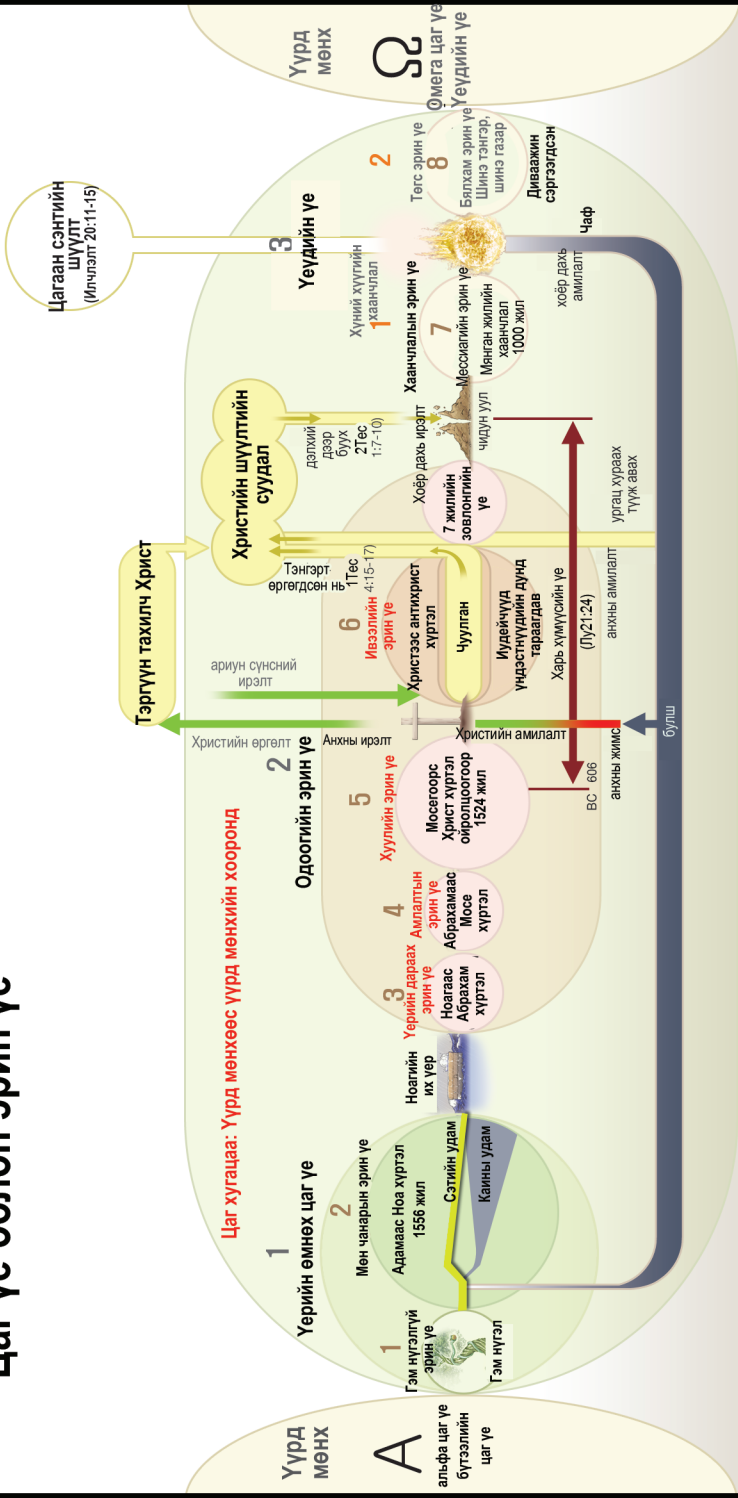 Цаг үе болон эрин үе
Цаг хугацаа: Үүрд мөнхөөс үүрд мөнхийн хооронд
Үүрд
мөнх
A
альфа цаг үе
бүтээлийн
цаг үе
1
Үерийн өмнөх цаг үе
1
Гэм нүгэлгүй
эрин үе
Гэм нүгэл
2
Мөн чанарын эрин үе
Адамаас Ноа хүртэл
1556 жил
Сэтийн удам
Каины удам
Ноагийн
их үер
2
Одоогийн эрин үе
3
Үерийн дараах
эрин үе
Ноагаас
Абрахам
хүртэл
4
Амлалтын
эрин үе
Абрахамаас
Мосе
хүртэл
5
Хуулийн эрин үе
Мосегоорс
Христ хүртэл
ойролцоогоор
1524 жил
Тэргүүн тахилч Христ
Христийн өргөлт
ариун сүнсний
ирэлт
Анхны ирэлт
Христийн амилалт
анхны жимс
булш
6
Ивээлийн
эрин үе
Христээс антихрист
хүртэл
Чуулган
Иудейчүүд
үндэстнүүдийн дунд
тараагдав
Харь хүмүүсийн үе
(Лу21:24)
BC 606
анхны амилалт
ургац хураах
түүж авах
Тэнгэрт
өргөгдсөн нь
1Тес
4:15-17)
Христийн шүүлтийн
суудал
7 жилийн
зовлонгийн
үе
дэлхий
дээр
буух
2Тес
1:7-10)
Хоёр дахь ирэлт
чидун уул
3
Үеүдийн үе
1
Хүний хүүгийн
хаанчлал
Хаанчлалын эрин үе
7
Мессиагийн эрин үе
Мянган жилийн
хаанчлал
1000 жил
Цагаан сэнтийн
шүүлт
(Илчлэлт 20:11-15)
хоёр дахь
амилалт
Чаф
2
Төгс эрин үе
8
Бялхам эрин үе
Шинэ тэнгэр,
шинэ газар
Диваажин
сэргээгдсэн
Үүрд
мөнх
Ω
Омега цаг үе
Үеүдийн үе